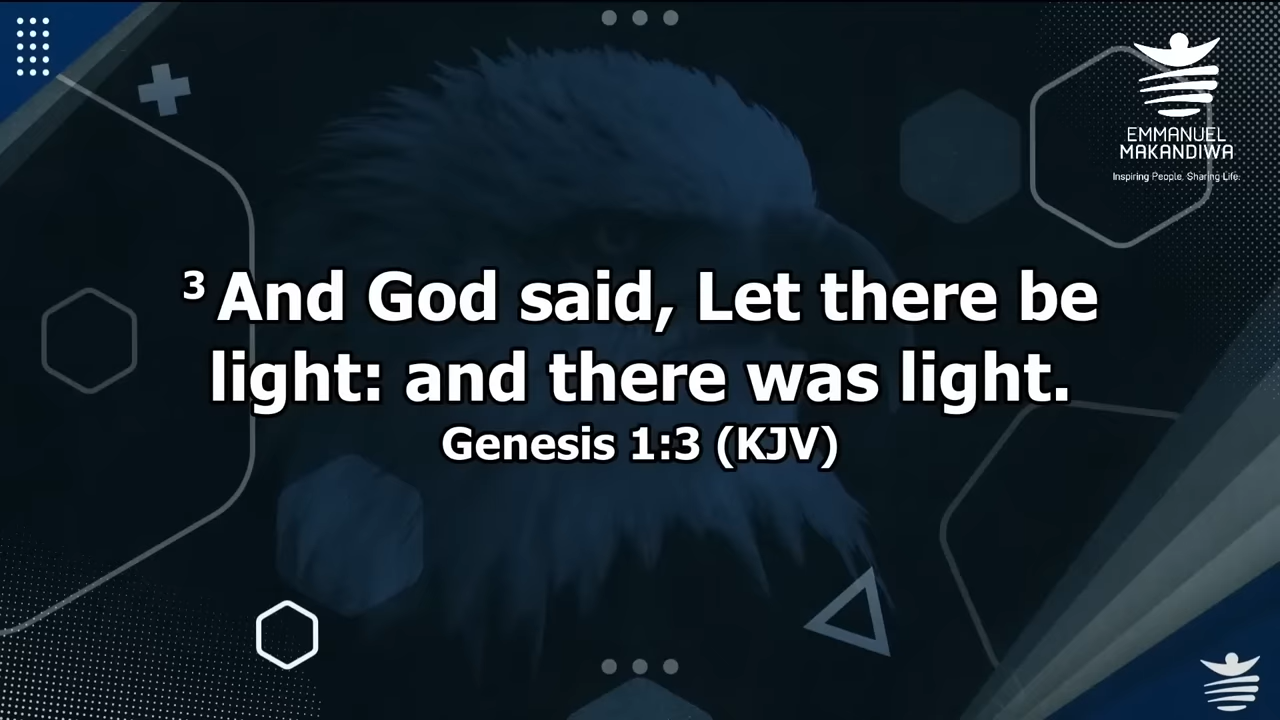 EMMANUEL
MAKANDIWA
Inspiring People. Sharing Life.
3 And God said, Let there be
light: and there was light.
Genesis 1:3 (KJV)